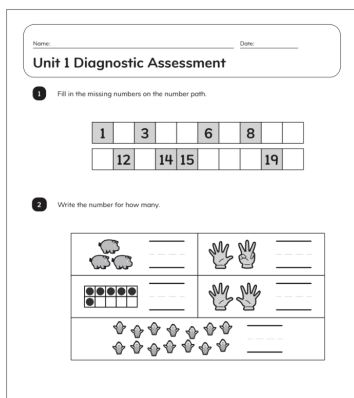 Name: Date:
Unit 1 Diagnostic Assessment
1 Fill in the missing numbers on the number path.
1 3 6 8
12 14 15 19
2 Write the number for how many.